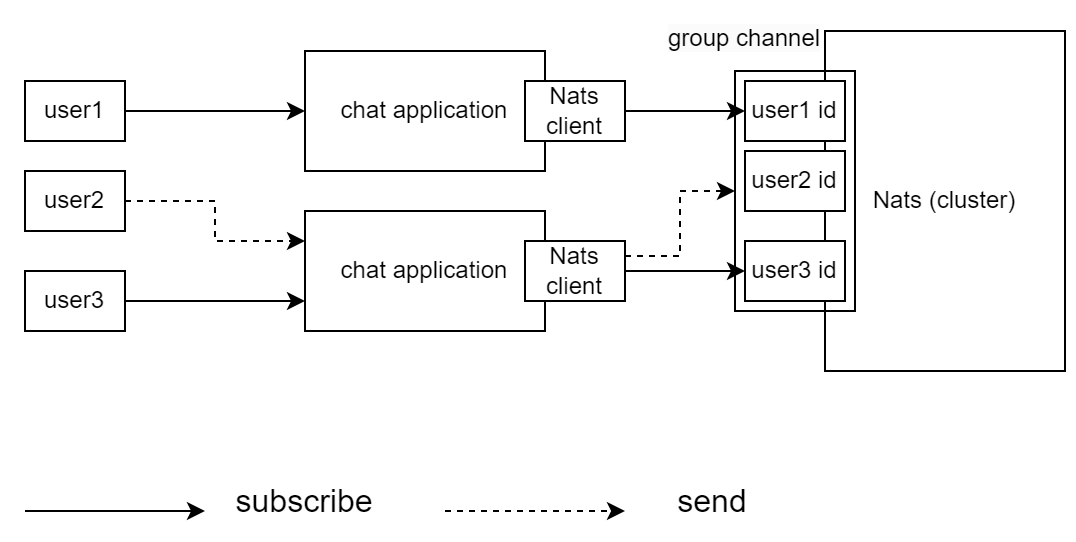 group channel
user1
chat application
Nats
client
user1 id
user2
user2 id
Nats (cluster)
user3
chat application
Nats
client
user3 id
subscribe
send